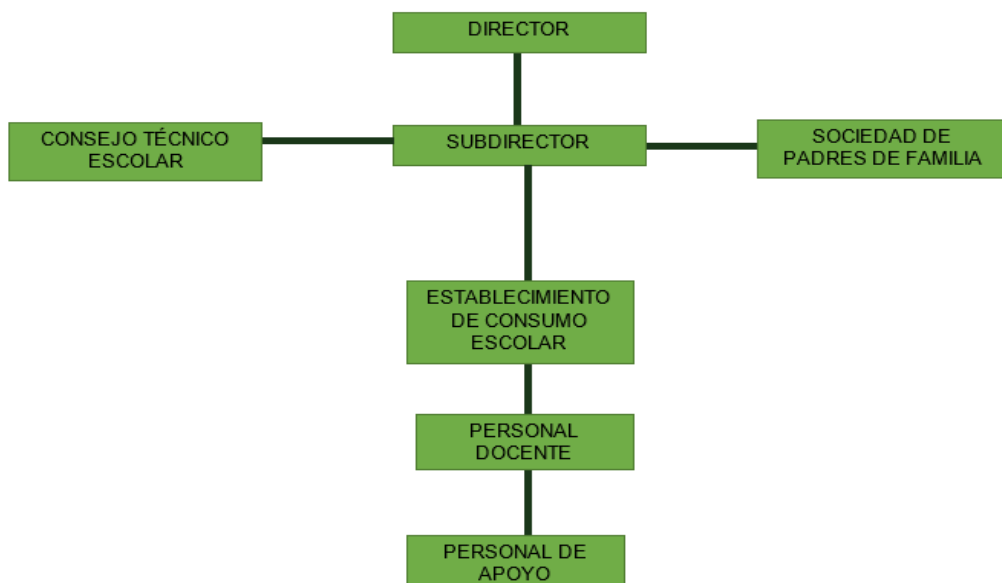 DIRECTOR
CONSEJO TÉCNICO
ESCOLAR
SUBDIRECTOR
SOCIEDAD DE
PADRES DE FAMILIA
ESTABLECIMIENTO
DE CONSUMO
ESCOLAR
PERSONAL
DOCENTE
PERSONAL DE
APOYO